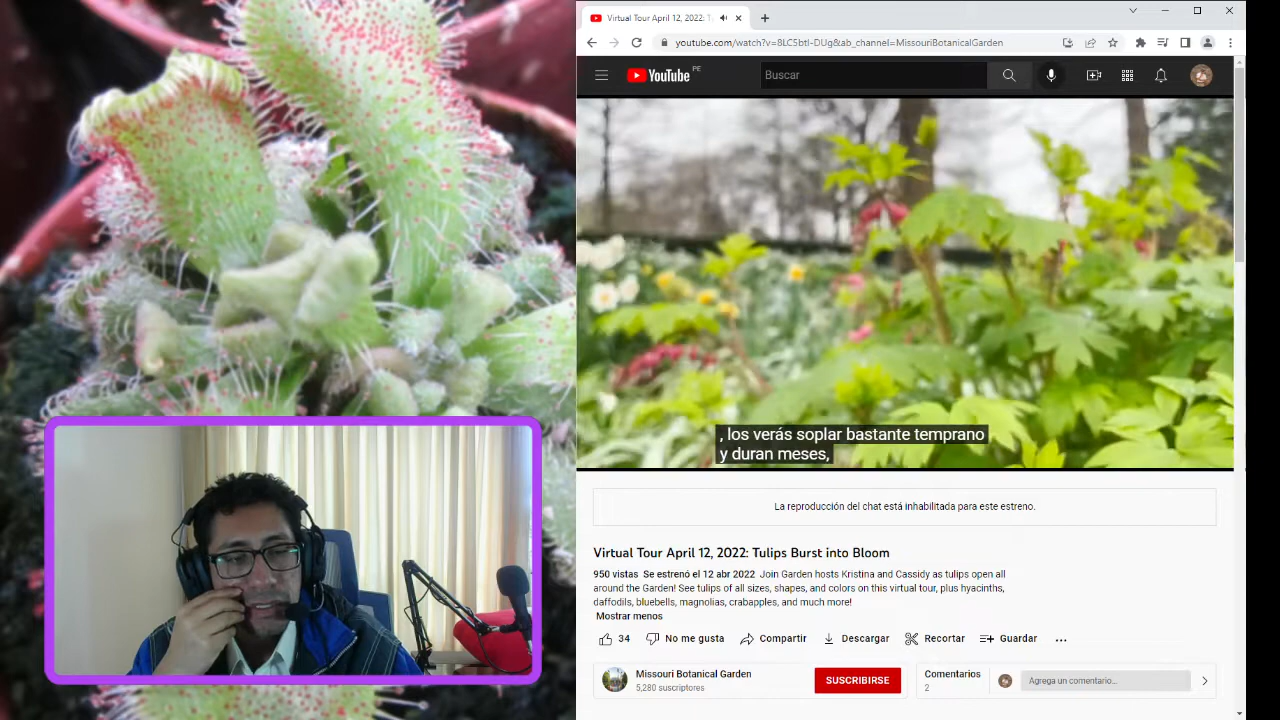 Virtual Tour April 12, 2022: T
youtube.com/watch?v=8LC5btI-DUg&ab_channel=MissouriBotanicalGarden
YouTube PE
Buscar
, los verás soplar bastante temprano
y duran meses,
La reproducción del chat está inhabilitada para este estreno.
Virtual Tour April 12, 2022: Tulips Burst into Bloom
950 vistas Se estrenó el 12 abr 2022 Join Garden hosts Kristina and Cassidy as tulips open all
around the Garden! See tulips of all sizes, shapes, and colors on this virtual tour, plus hyacinths,
daffodils, bluebells, magnolias, crabapples, and much more!
Mostrar menos
34 No me gusta Compartir Descargar Recortar Guardar ...
Missouri Botanical Garden
5,280 suscriptores
SUSCRIBIRSE
Comentarios
2
Agrega un comentario...